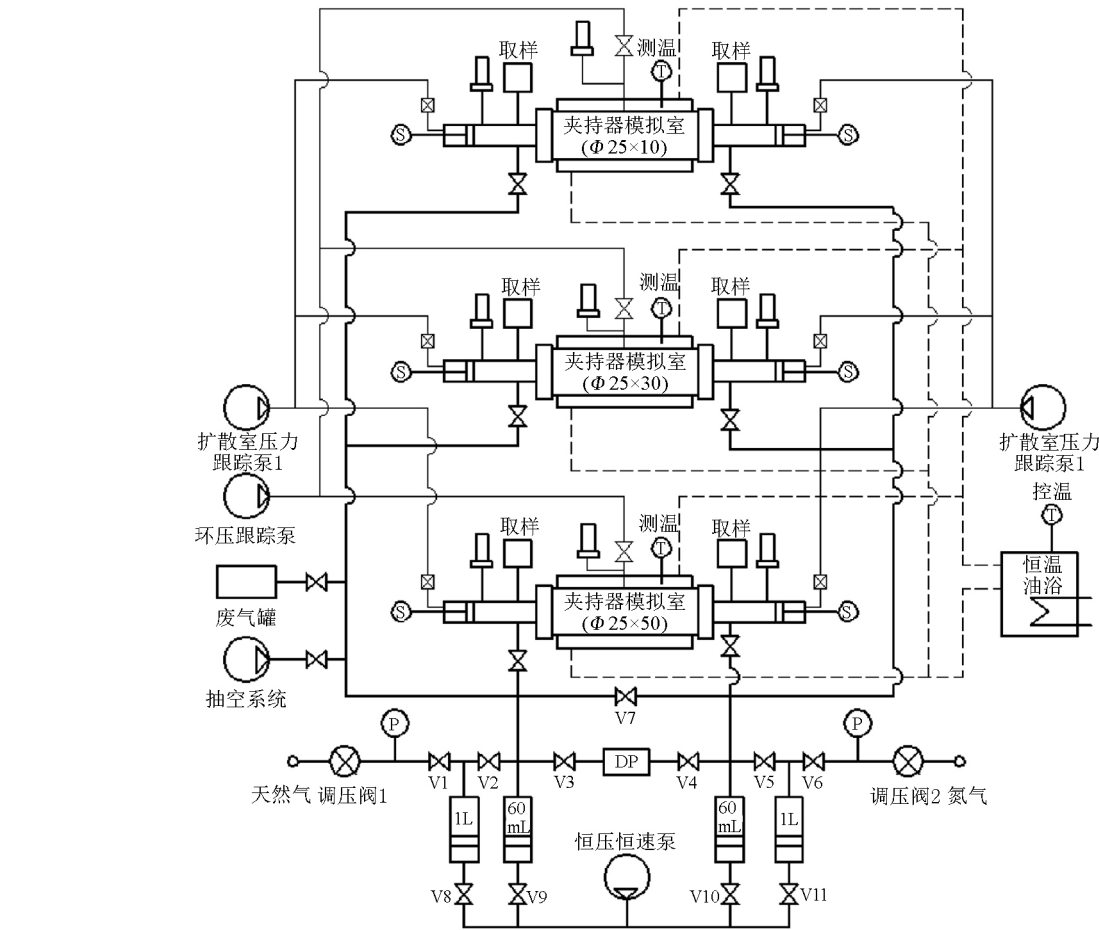 取样
测温
取样
T
S
S
夹持器模拟室
(Φ 25×10)
取样
测温
取样
T
S
S
夹持器模拟室
(Φ 25×30)
扩散室压力
跟踪泵1
扩散室压力
跟踪泵1
环压跟踪泵
控温
T
取样
测温
取样
T
S
S
夹持器模拟室
(Φ 25×50)
恒温
油浴
废气罐
抽空系统
V7
P
P
DP
V1
V2
V3
V4
V5
V6
天然气
调压阀1
调压阀2
氮气
1L
60
mL
60
mL
1L
恒压恒速泵
V8
V9
V10
V11